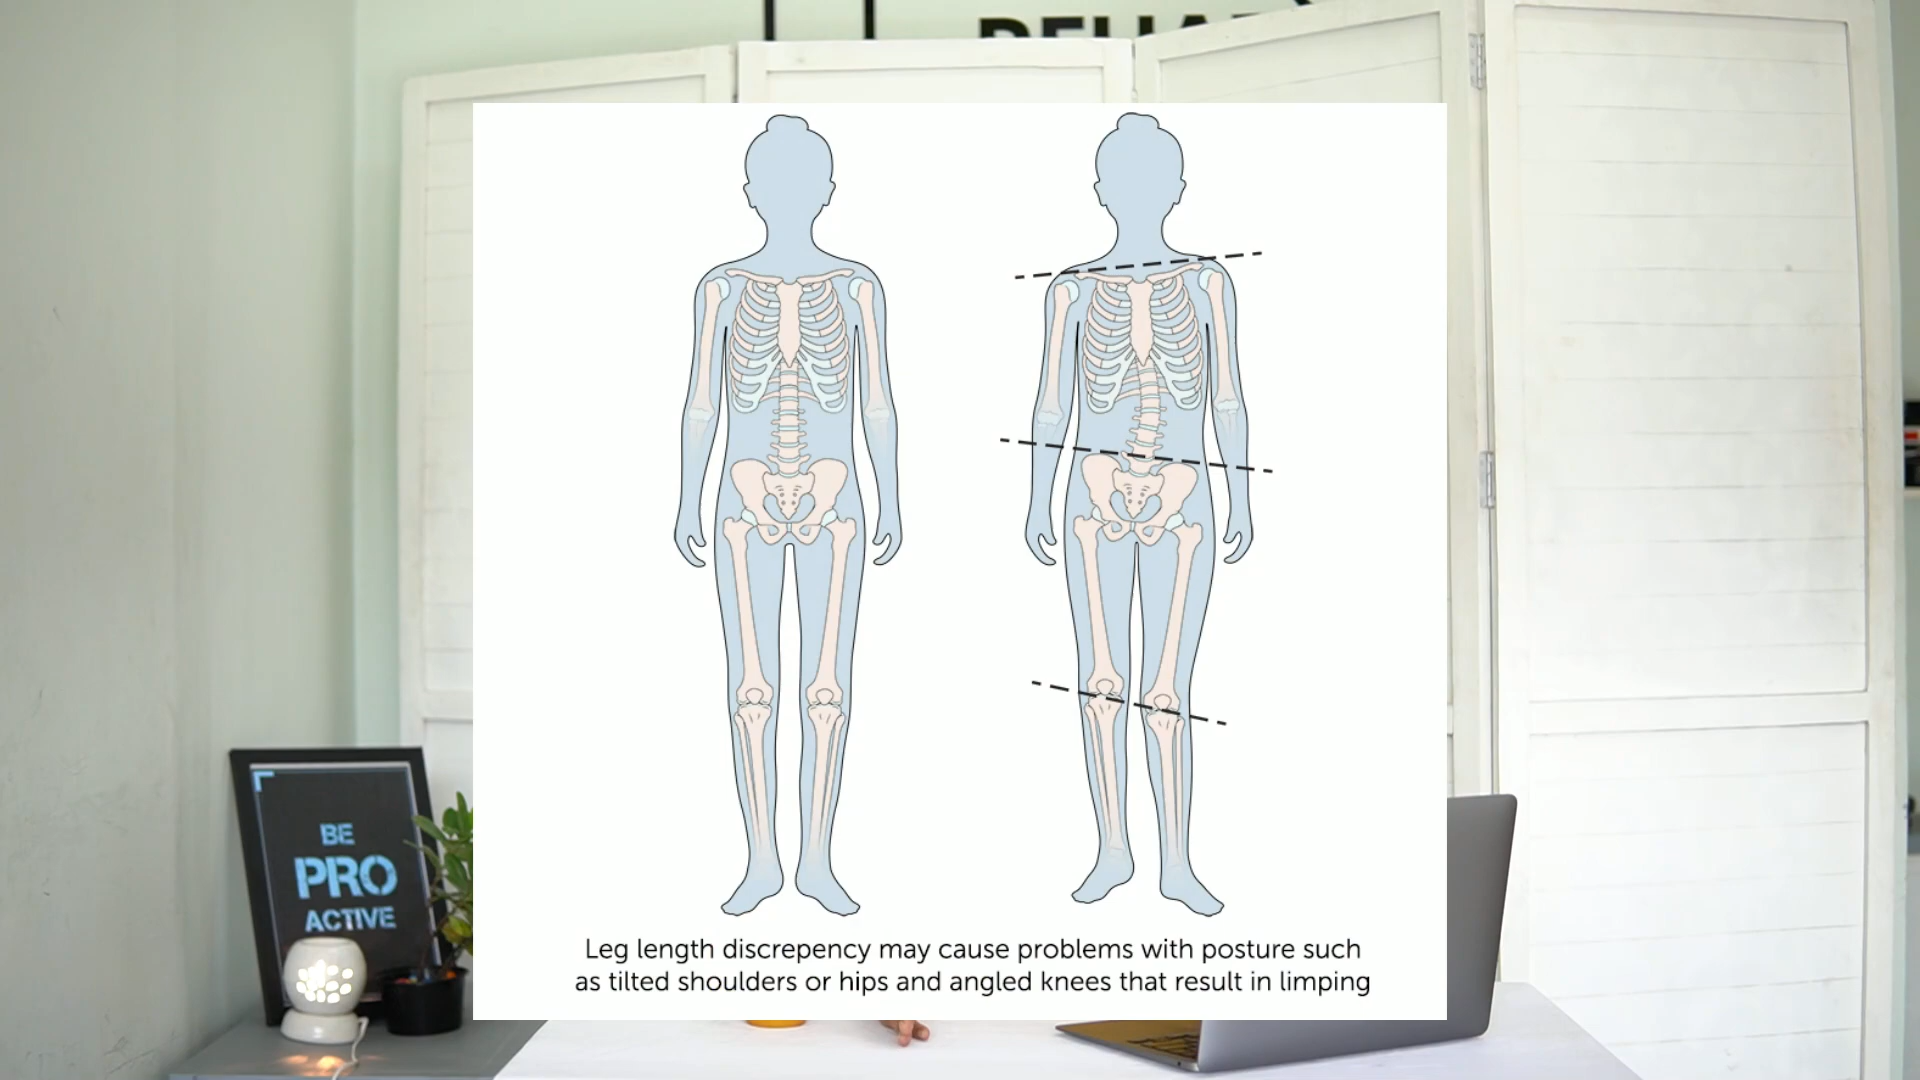 BE
PRO
ACTIVE
Leg length discrepency may cause problems with posture such
as tilted shoulders or hips and angled knees that result in limping